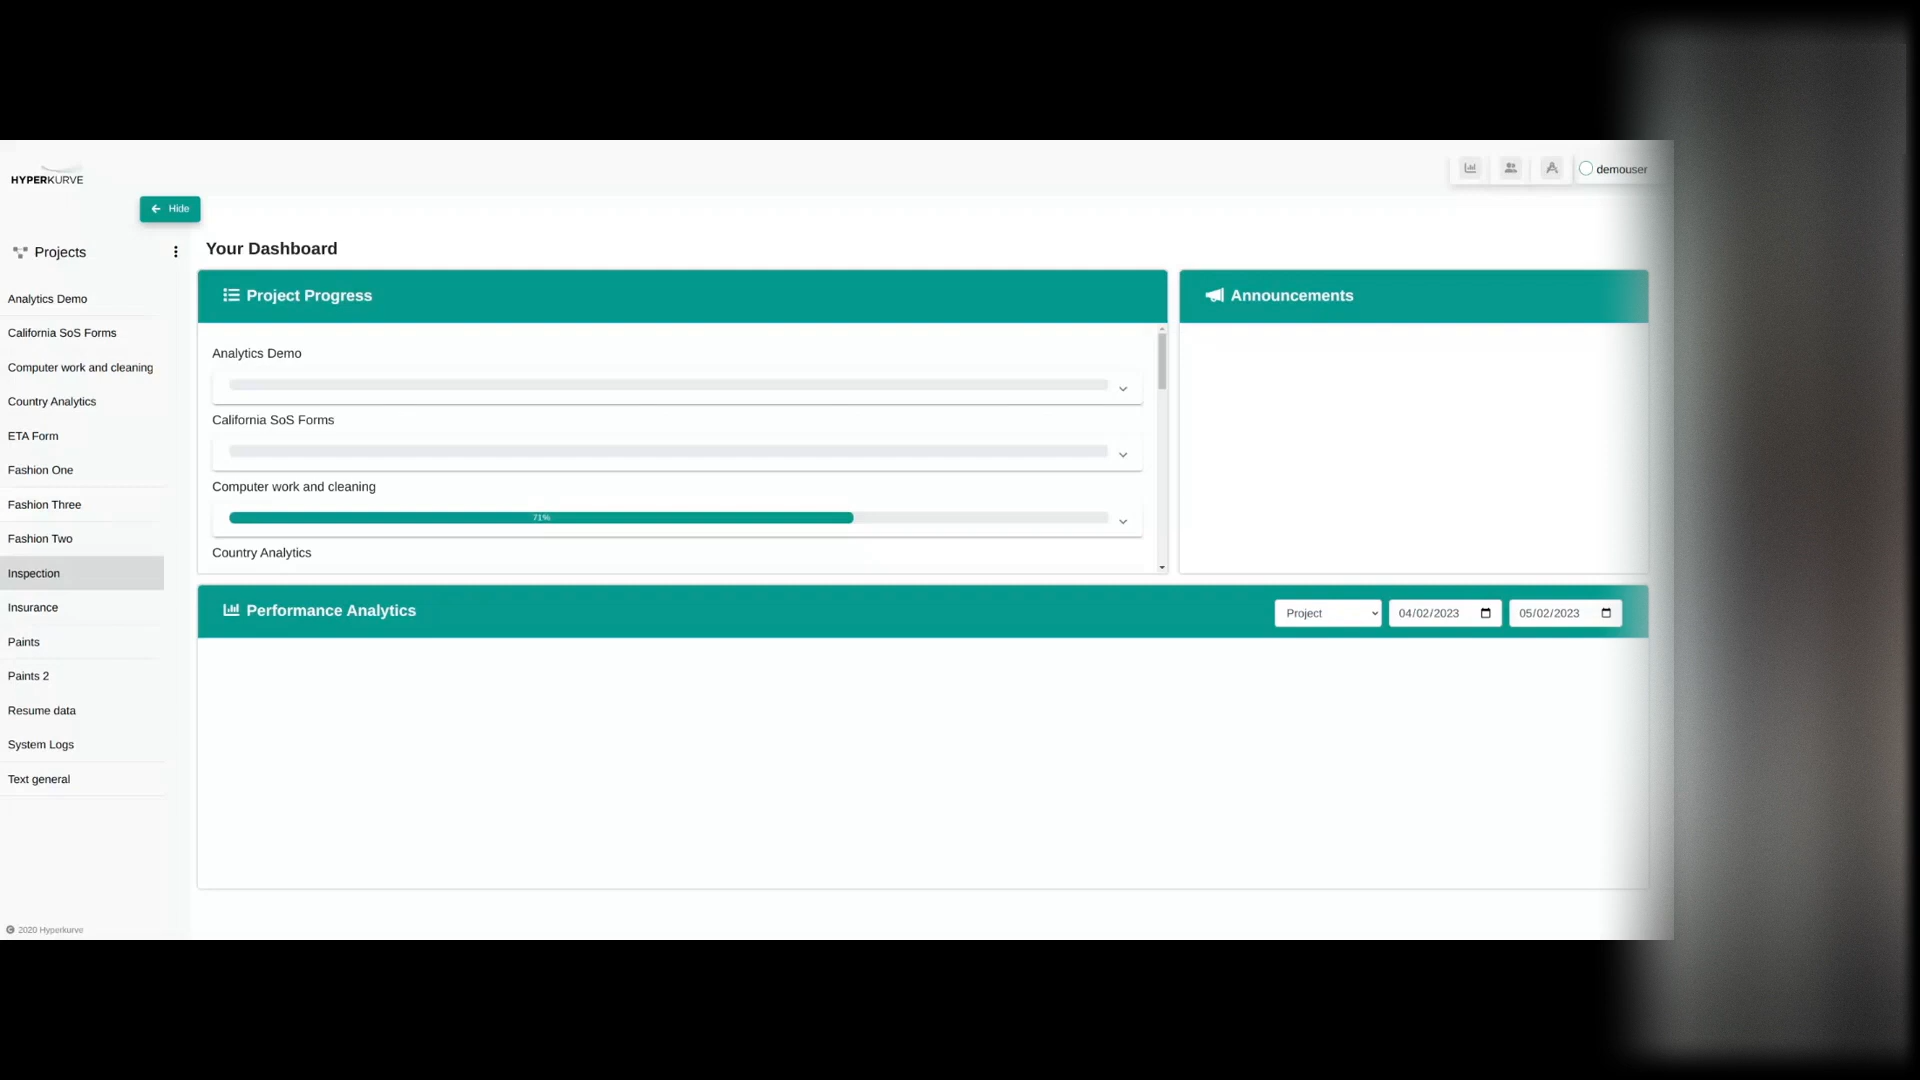 HYPERKURVE
demouser
Hide
Projects
Your Dashboard
Analytics Demo
California SoS Forms
Computer work and cleaning
Country Analytics
ETA Form
Fashion One
Fashion Three
Fashion Two
Inspection
Insurance
Paints
Paints 2
Resume data
System Logs
Text general
© 2020 Hyperkurve
Project Progress
Analytics Demo
California SoS Forms
Computer work and cleaning
71%
Country Analytics
Announcements
Performance Analytics
Project
04/02/2023
05/02/2023